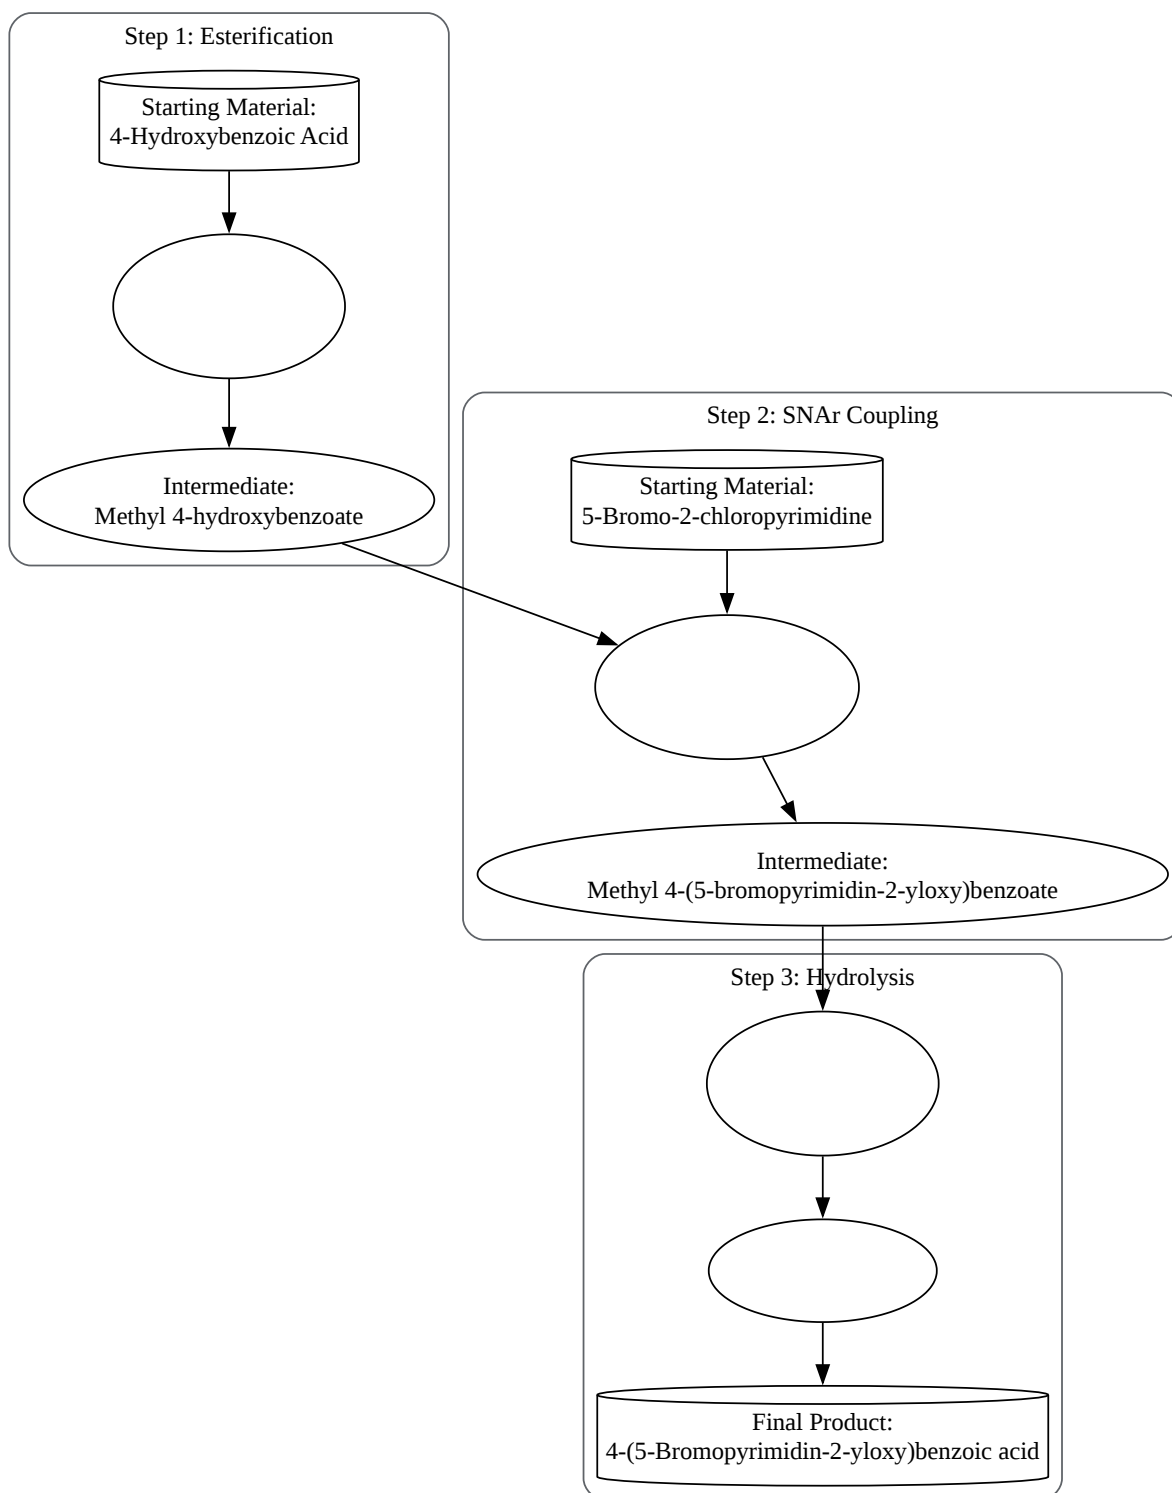 Step 1: Esterification
Starting Material:
4-Hydroxybenzoic Acid
Intermediate:
Methyl 4-hydroxybenzoate
Step 2: SNAr Coupling
Starting Material:
5-Bromo-2-chloropyrimidine
Intermediate:
Methyl 4-(5-bromopyrimidin-2-yloxy)benzoate
Step 3: Hydrolysis
Final Product:
4-(5-Bromopyrimidin-2-yloxy)benzoic acid